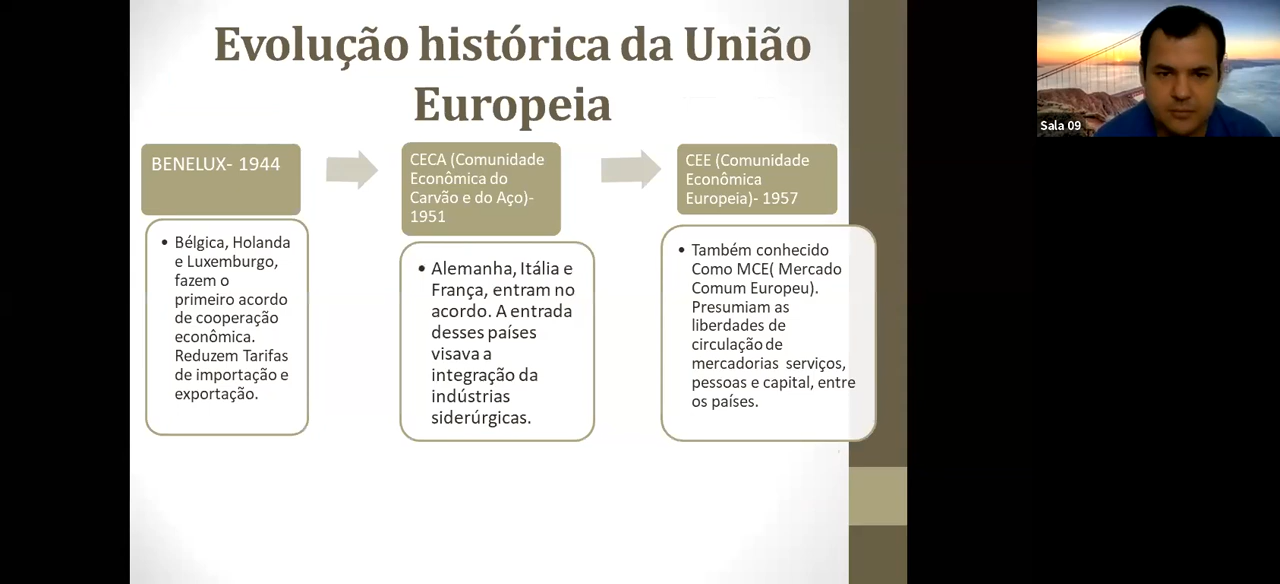 Evolução histórica da União
Europeia
BENELUX- 1944
Bélgica, Holanda
e Luxemburgo,
fazem o
primeiro acordo
de cooperação
econômica.
Reduzem Tarifas
de importação e
exportação.
CECA (Comunidade
Econômica do
Carvão e do Aço)-
1951
Alemanha, Itália e
França, entram no
acordo. A entrada
desses países
visava a
integração da
indústrias
siderúrgicas.
CEE (Comunidade
Econômica
Europeia)- 1957
Também conhecido
Como MCE( Mercado
Comum Europeu).
Presumiam as
liberdades de
circulação de
mercadorias serviços,
pessoas e capital, entre
os países.
Sala 09